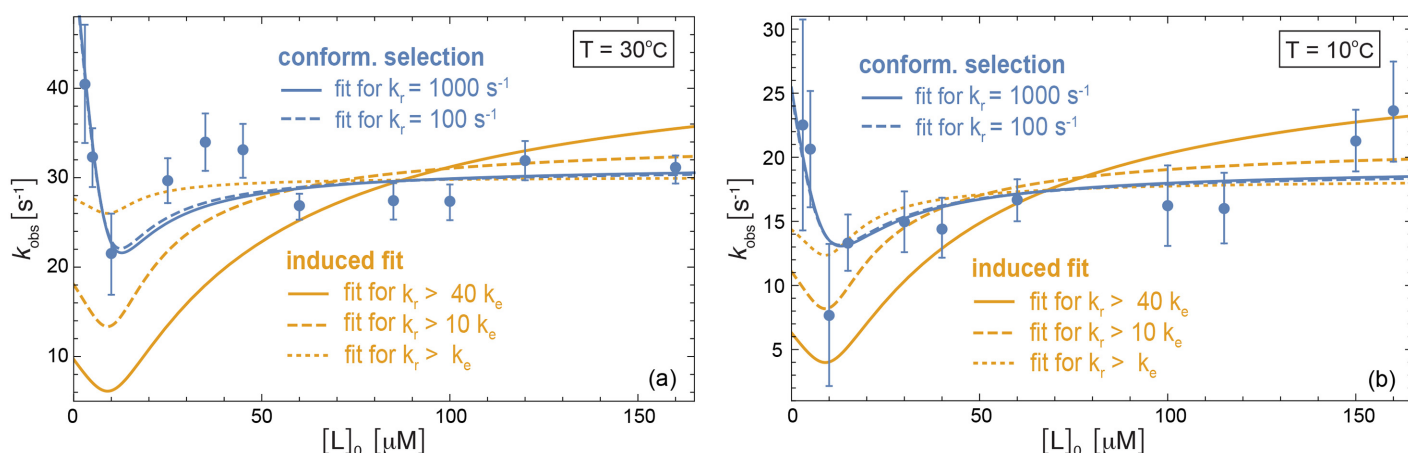 T = 30°C
conform. selection
fit for k_r = 1000 s⁻¹
fit for k_r = 100 s⁻¹
induced fit
fit for k_r > 40 k_e
fit for k_r > 10 k_e
fit for k_r > k_e
(a)
k_obs [s⁻¹]
40
30
20
10
0
50
100
150
[L]₀ [μM]
T = 10°C
conform. selection
fit for k_r = 1000 s⁻¹
fit for k_r = 100 s⁻¹
induced fit
fit for k_r > 40 k_e
fit for k_r > 10 k_e
fit for k_r > k_e
(b)
k_obs [s⁻¹]
30
25
20
15
10
5
0
50
100
150
[L]₀ [μM]